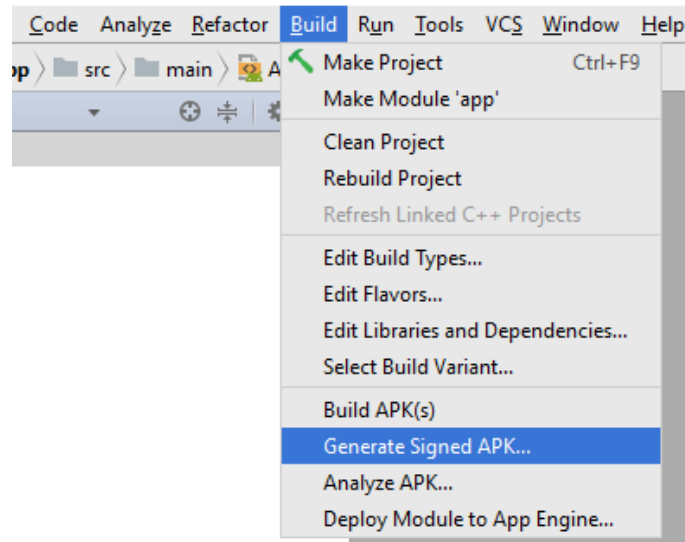 Code Analyze Refactor Build Run Tools VCS Window Help
src main
Make Project Ctrl+F9
Make Module 'app'
Clean Project
Rebuild Project
Refresh Linked C++ Projects
Edit Build Types...
Edit Flavors...
Edit Libraries and Dependencies...
Select Build Variant...
Build APK(s)
Generate Signed APK...
Analyze APK...
Deploy Module to App Engine...